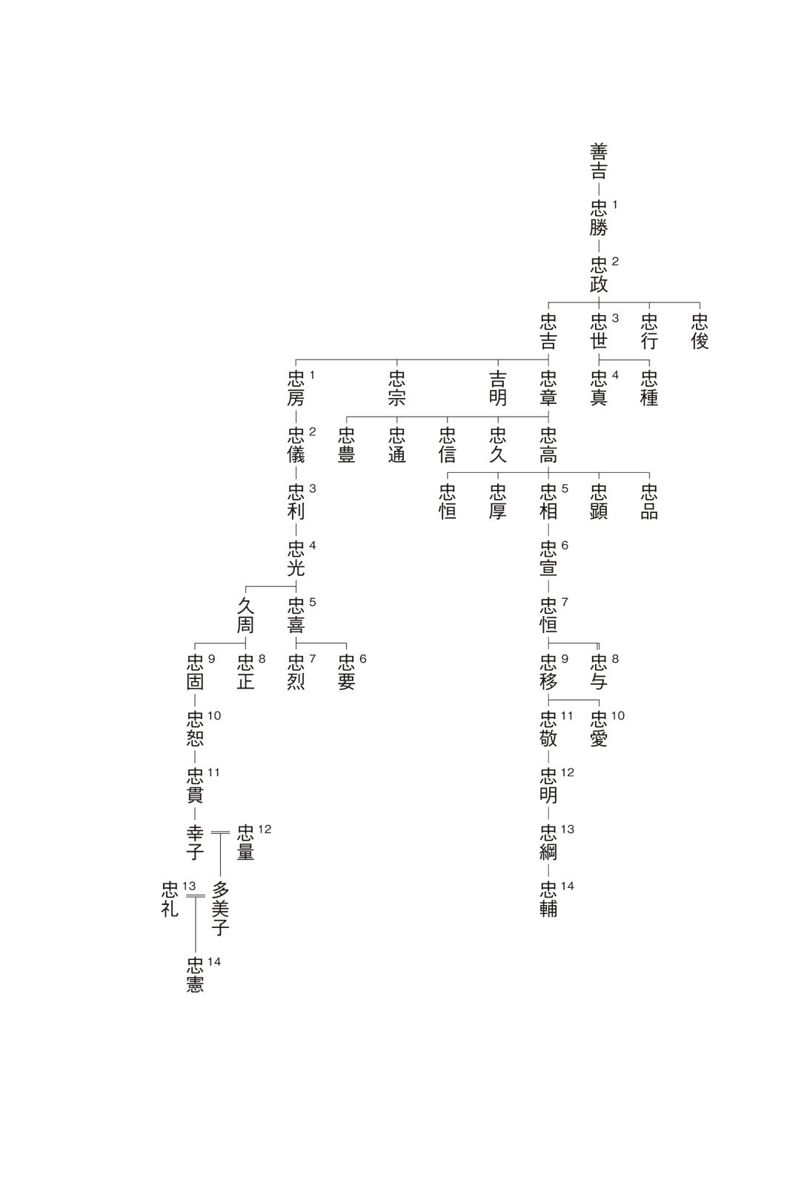 善吉
忠勝 1
忠政 2
忠俊
忠行
忠世 3
忠吉
忠種
忠真 4
忠章
吉明
忠宗
忠房 1
忠高
忠久
忠信
忠通
忠豊
忠儀 2
忠品
忠顕
忠相 5
忠厚
忠恒
忠利 3
忠宣 6
忠光 4
忠恒 7
忠喜 5
久周
忠与 8
忠移 9
忠要 6
忠烈 7
忠正 8
忠固 9
忠愛 10
忠敬 11
忠恕 10
忠明 12
忠貫 11
忠綱 13
忠量 12
幸子
忠輔 14
多美子
忠礼 13
忠憲 14